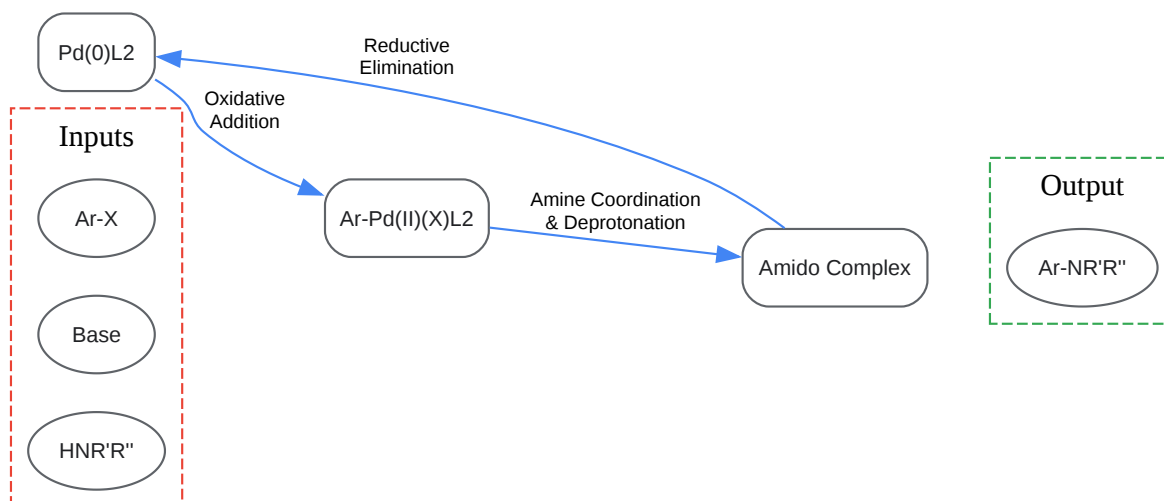 Pd(0)L2
Reductive
Elimination
Oxidative
Addition
Inputs
Ar-X
Base
HNR'R''
Ar-Pd(II)(X)L2
Amine Coordination
& Deprotonation
Amido Complex
Output
Ar-NR'R''